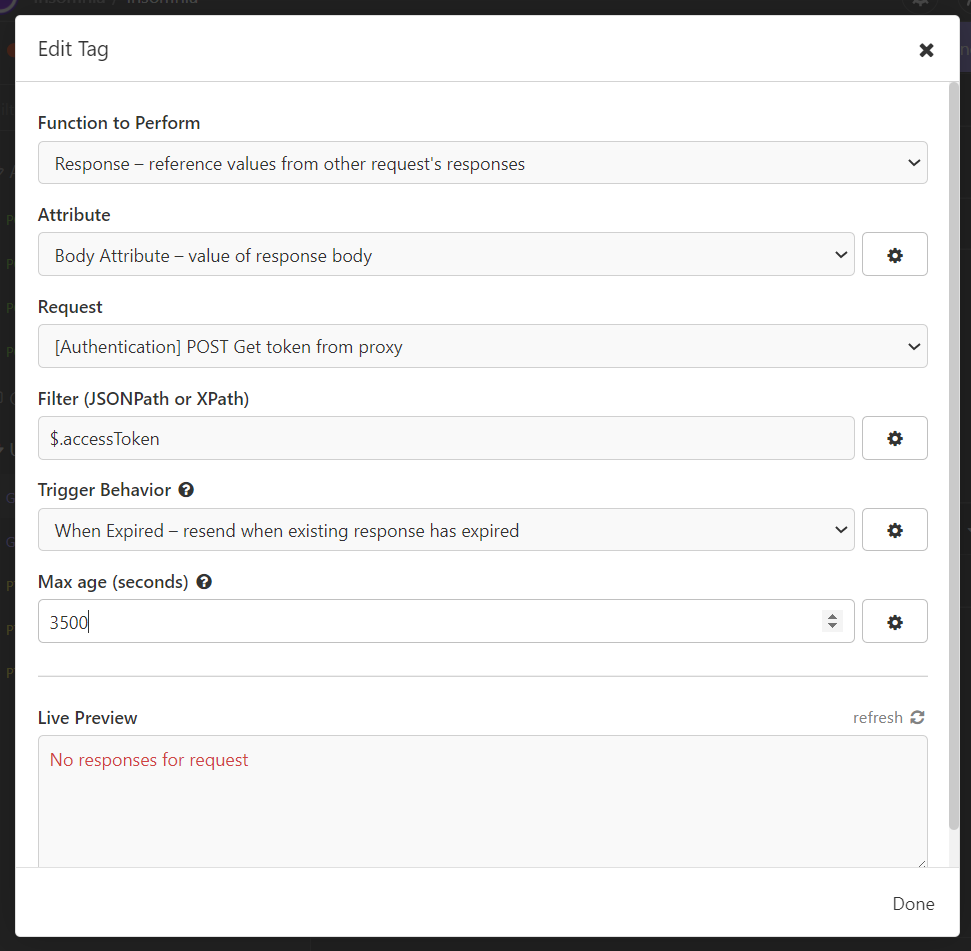 Insomnia / Insomnia
Edit Tag
Function to Perform
Response – reference values from other request's responses
Attribute
Body Attribute – value of response body
Request
[Authentication] POST Get token from proxy
Filter (JSONPath or XPath)
$.accessToken
Trigger Behavior
When Expired – resend when existing response has expired
Max age (seconds)
3500
Live Preview
refresh
No responses for request
Done